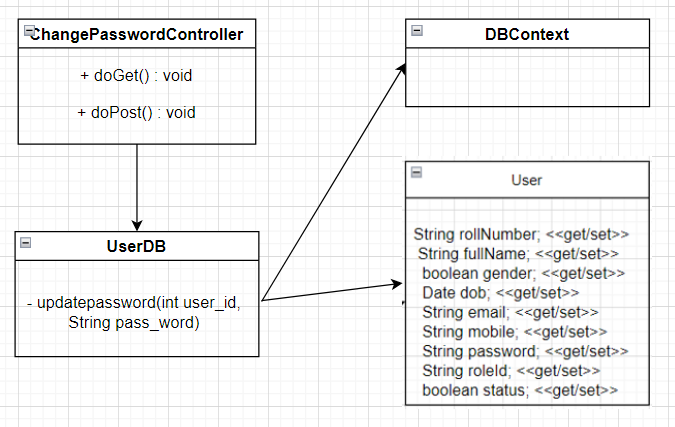 ChangePasswordController
+ doGet() : void
+ doPost() : void
DBContext
User
String rollNumber; <<get/set>>
String fullName; <<get/set>>
boolean gender; <<get/set>>
Date dob; <<get/set>>
String email; <<get/set>>
String mobile; <<get/set>>
String password; <<get/set>>
String roleId; <<get/set>>
boolean status; <<get/set>>
UserDB
- updatepassword(int user_id,
String pass_word)